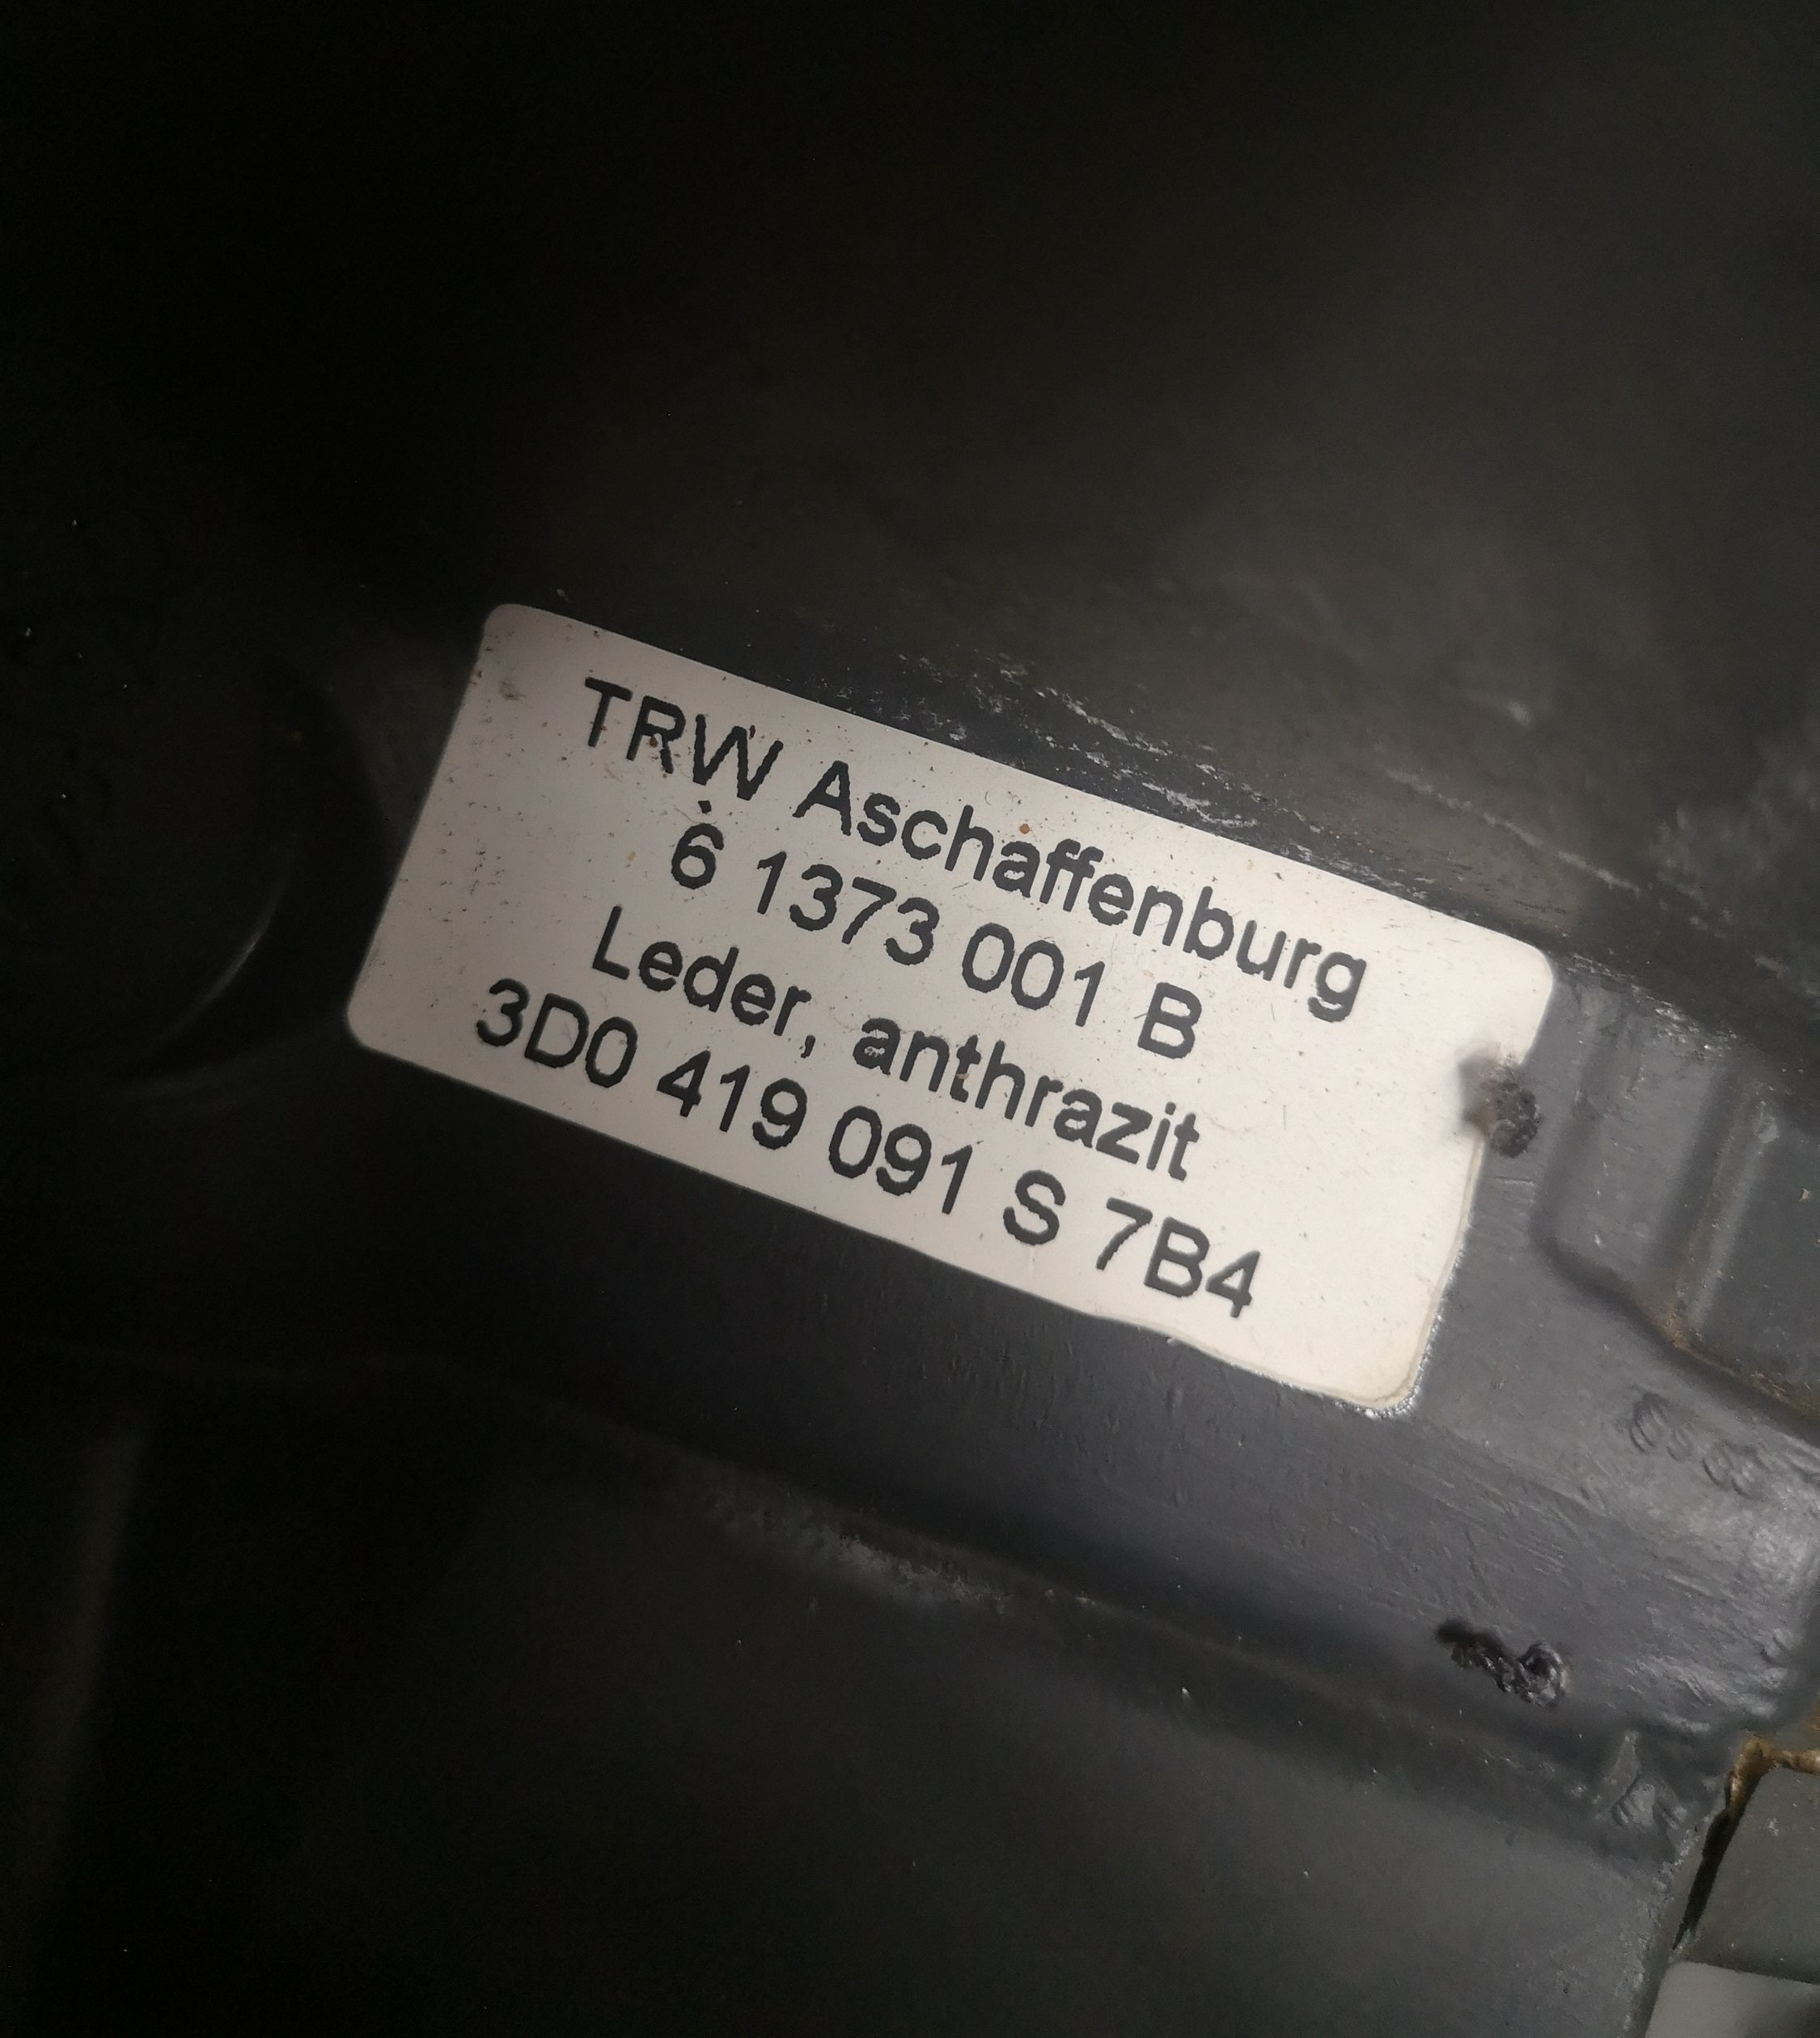 TRW Aschaffenburg
6 1373 001 B
Leder, anthrazit
3D0 419 091 S 7B4